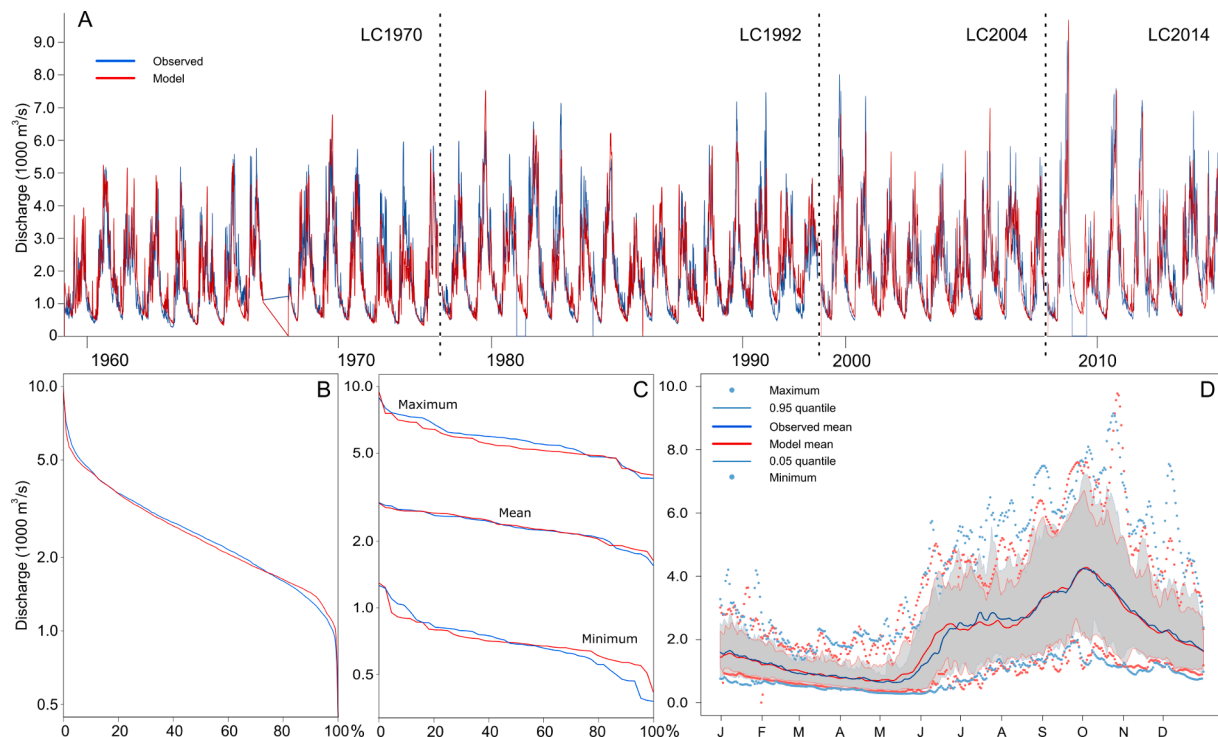 A
LC1970
LC1992
LC2004
LC2014
Observed
Model
Discharge (1000 m³/s)
9.0
8.0
7.0
6.0
5.0
4.0
3.0
2.0
1.0
0
1960
1970
1980
1990
2000
2010
B
Discharge (1000 m³/s)
10.0
5.0
2.0
1.0
0.5
0
20
40
60
80
100%
C
Maximum
Mean
Minimum
10.0
5.0
2.0
1.0
0.5
0
20
40
60
80
100%
D
Maximum
0.95 quantile
Observed mean
Model mean
0.05 quantile
Minimum
10.0
8.0
6.0
4.0
2.0
0.0
J F M A M J J A S O N D